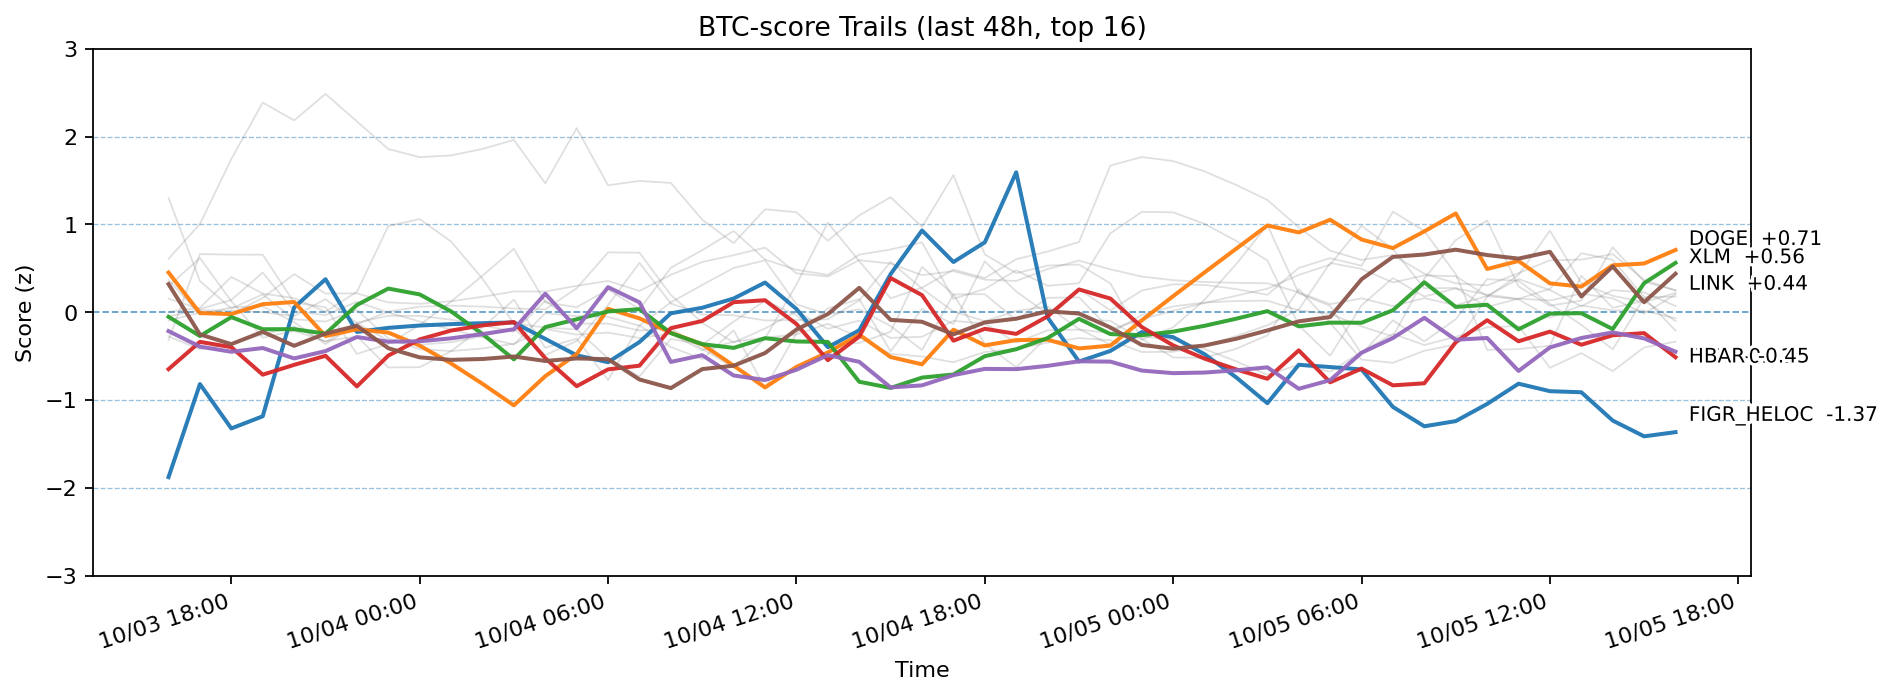 BTC-score Trails (last 48h, top 16)
Score (z)
3
2
1
0
−1
−2
−3
DOGE +0.71
XLM +0.56
LINK +0.44
HBAR -0.45
FIGR_HELOC -1.37
10/03 18:00
10/04 00:00
10/04 06:00
10/04 12:00
10/04 18:00
10/05 00:00
10/05 06:00
10/05 12:00
10/05 18:00
Time